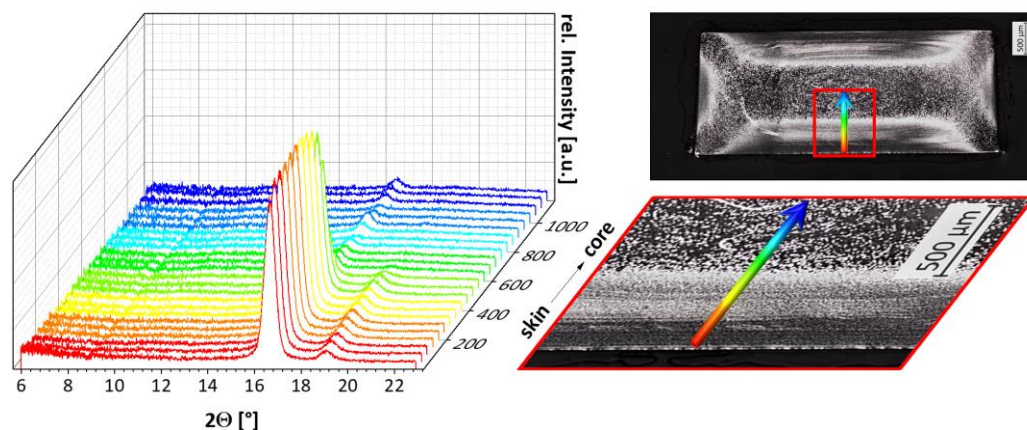 rel. Intensity [a.u.]
1000
800
600
400
200
6 8 10 12 14 16 18 20 22
2Θ [°]
skin → core
500 µm
500 µm